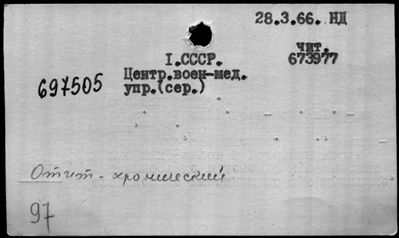 28.3.66. НД
I.СССР.
чит.
673977
Центр.воен-мед.
697505
упр.(сер.)
Отит - хронический
97